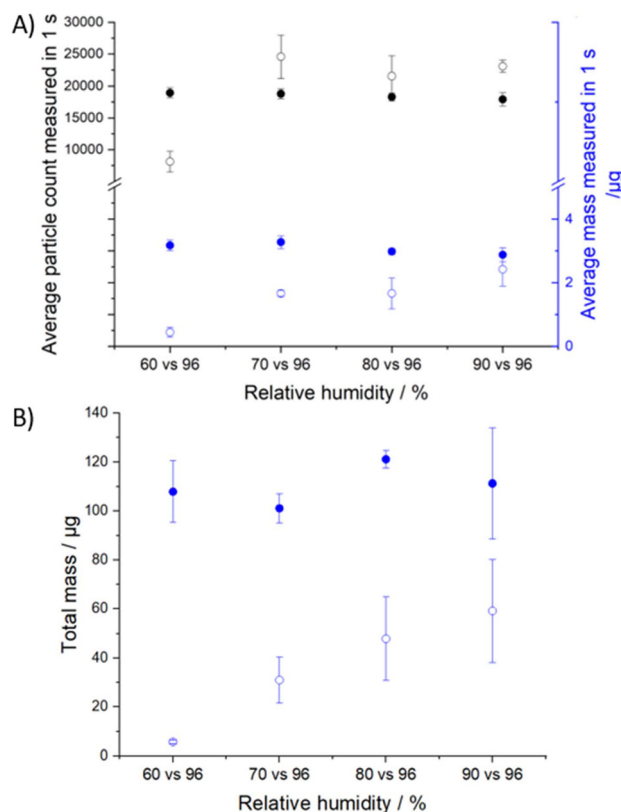 A)
30000
25000
20000
15000
10000
Average particle count measured in 1 s
4
2
0
Average mass measured in 1 s
/µg
60 vs 96 70 vs 96 80 vs 96 90 vs 96
Relative humidity / %
B)
140
120
100
80
60
40
20
0
Total mass / µg
60 vs 96 70 vs 96 80 vs 96 90 vs 96
Relative humidity / %